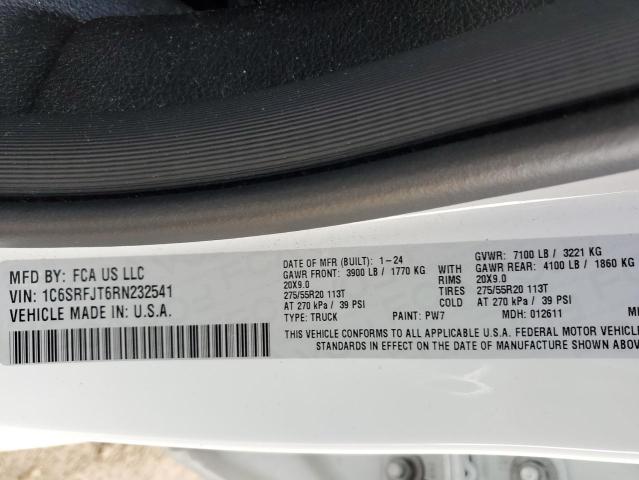 MFD BY: FCA US LLC
VIN: 1C6SRFJT6RN232541
VEHICLE MADE IN: U.S.A.
DATE OF MFR (BUILT): 1-24 GVWR: 7100 LB / 3221 KG
GAWR FRONT: 3900 LB / 1770 KG WITH GAWR REAR: 4100 LB / 1860 KG
20X9.0 RIMS 20X9.0
275/55R20 113T TIRES 275/55R20 113T
AT 270 kPa / 39 PSI COLD AT 270 kPa / 39 PSI
TYPE: TRUCK PAINT: PW7 MDH: 012611
THIS VEHICLE CONFORMS TO ALL APPLICABLE U.S.A. FEDERAL MOTOR VEHICLE
STANDARDS IN EFFECT ON THE DATE OF MANUFACTURE SHOWN ABOVE